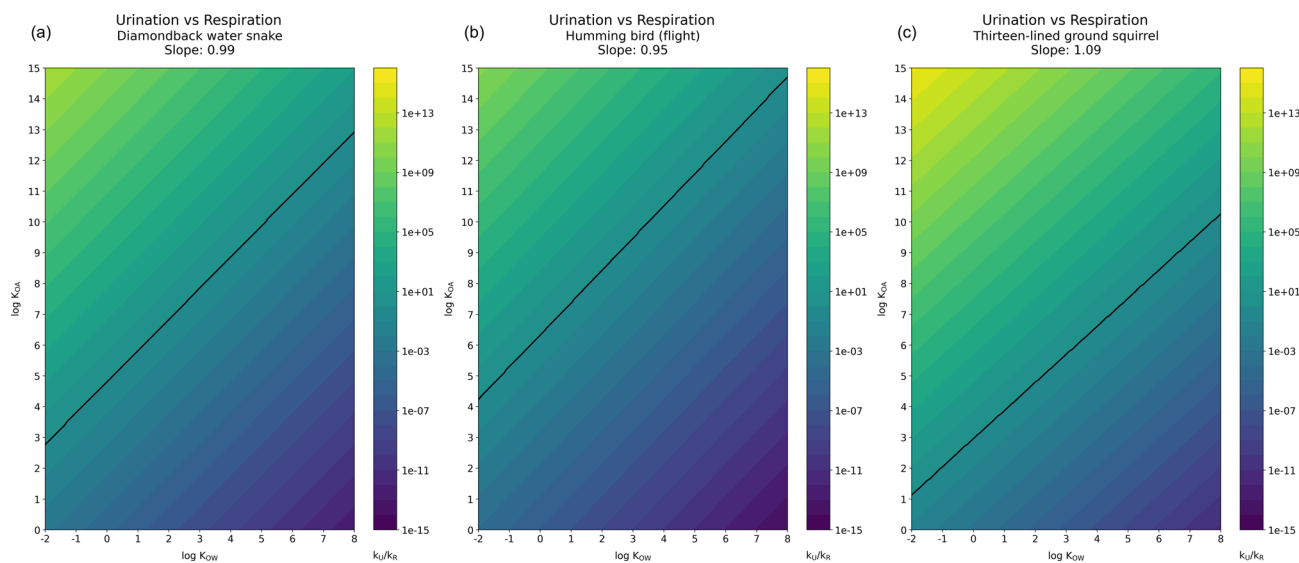 (a)
Urination vs Respiration
Diamondback water snake
Slope: 0.99
15
14
13
12
11
10
9
8
7
6
5
4
3
2
1
0
log K_OA
-2 -1 0 1 2 3 4 5 6 7 8
log K_OW
1e+13
1e+09
1e+05
1e+01
1e-03
1e-07
1e-11
1e-15
k_U/k_R
(b)
Urination vs Respiration
Humming bird (flight)
Slope: 0.95
15
14
13
12
11
10
9
8
7
6
5
4
3
2
1
0
log K_OA
-2 -1 0 1 2 3 4 5 6 7 8
log K_OW
1e+13
1e+09
1e+05
1e+01
1e-03
1e-07
1e-11
1e-15
k_U/k_R
(c)
Urination vs Respiration
Thirteen-lined ground squirrel
Slope: 1.09
15
14
13
12
11
10
9
8
7
6
5
4
3
2
1
0
log K_OA
-2 -1 0 1 2 3 4 5 6 7 8
log K_OW
1e+13
1e+09
1e+05
1e+01
1e-03
1e-07
1e-11
1e-15
k_U/k_R